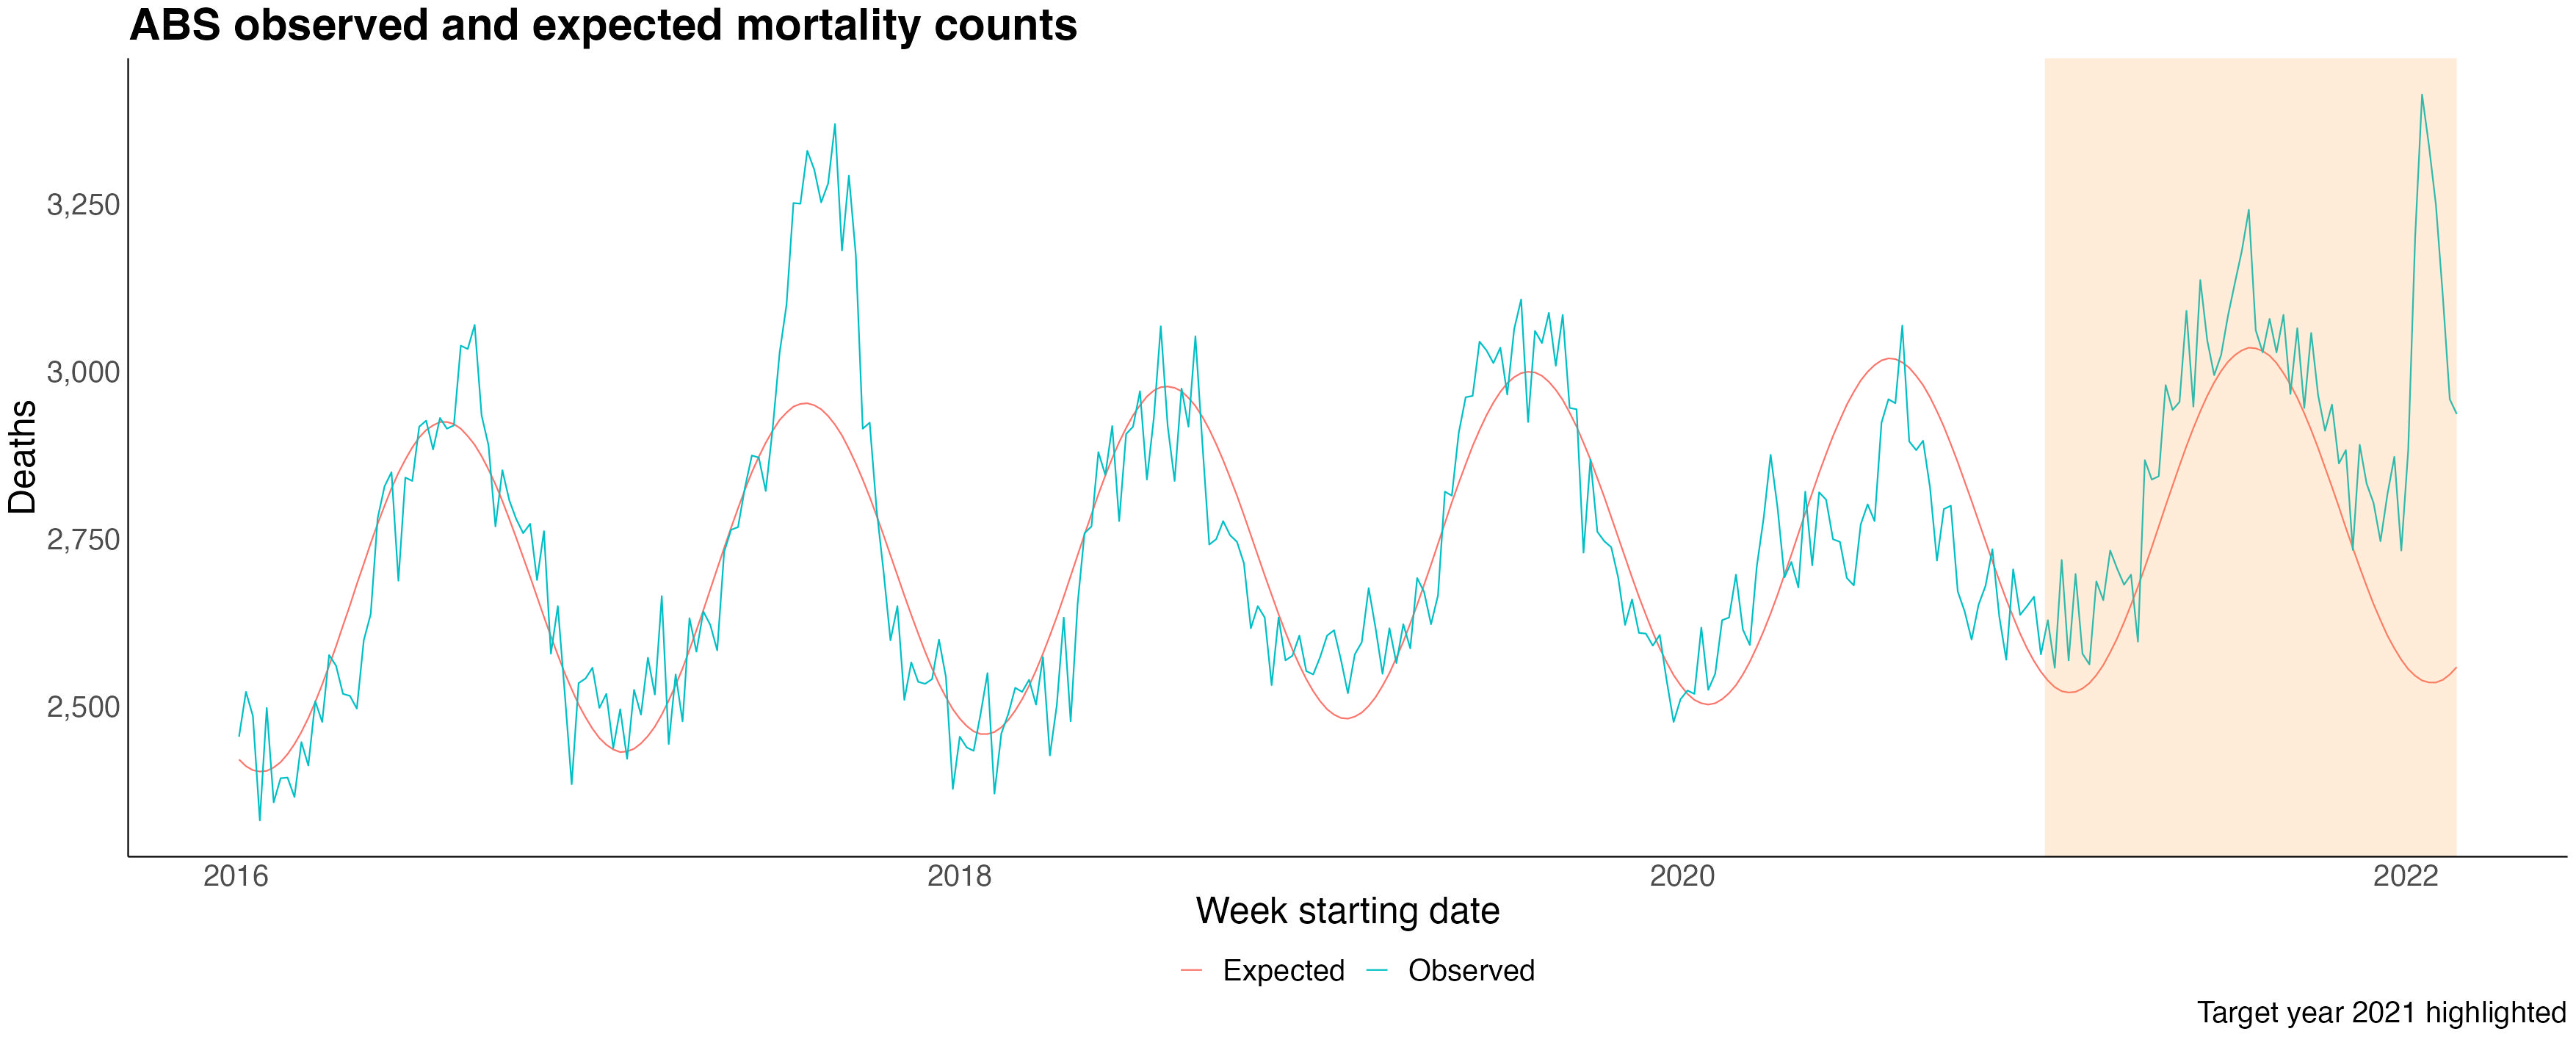 ABS observed and expected mortality counts
Deaths
3,250
3,000
2,750
2,500
2016 2018 2020 2022
Week starting date
Expected Observed
Target year 2021 highlighted